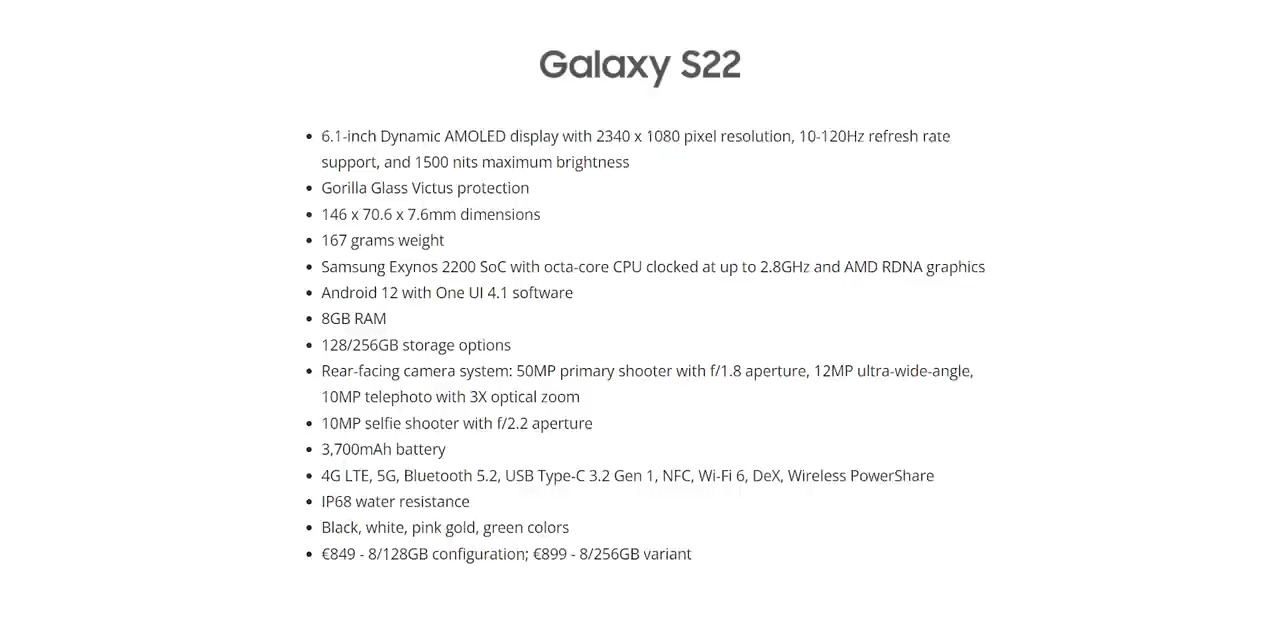 Galaxy S22
• 6.1-inch Dynamic AMOLED display with 2340 x 1080 pixel resolution, 10-120Hz refresh rate
support, and 1500 nits maximum brightness
• Gorilla Glass Victus protection
• 146 x 70.6 x 7.6mm dimensions
• 167 grams weight
• Samsung Exynos 2200 SoC with octa-core CPU clocked at up to 2.8GHz and AMD RDNA graphics
• Android 12 with One UI 4.1 software
• 8GB RAM
• 128/256GB storage options
• Rear-facing camera system: 50MP primary shooter with f/1.8 aperture, 12MP ultra-wide-angle,
10MP telephoto with 3X optical zoom
• 10MP selfie shooter with f/2.2 aperture
• 3,700mAh battery
• 4G LTE, 5G, Bluetooth 5.2, USB Type-C 3.2 Gen 1, NFC, Wi-Fi 6, DeX, Wireless PowerShare
• IP68 water resistance
• Black, white, pink gold, green colors
• €849 - 8/128GB configuration; €899 - 8/256GB variant